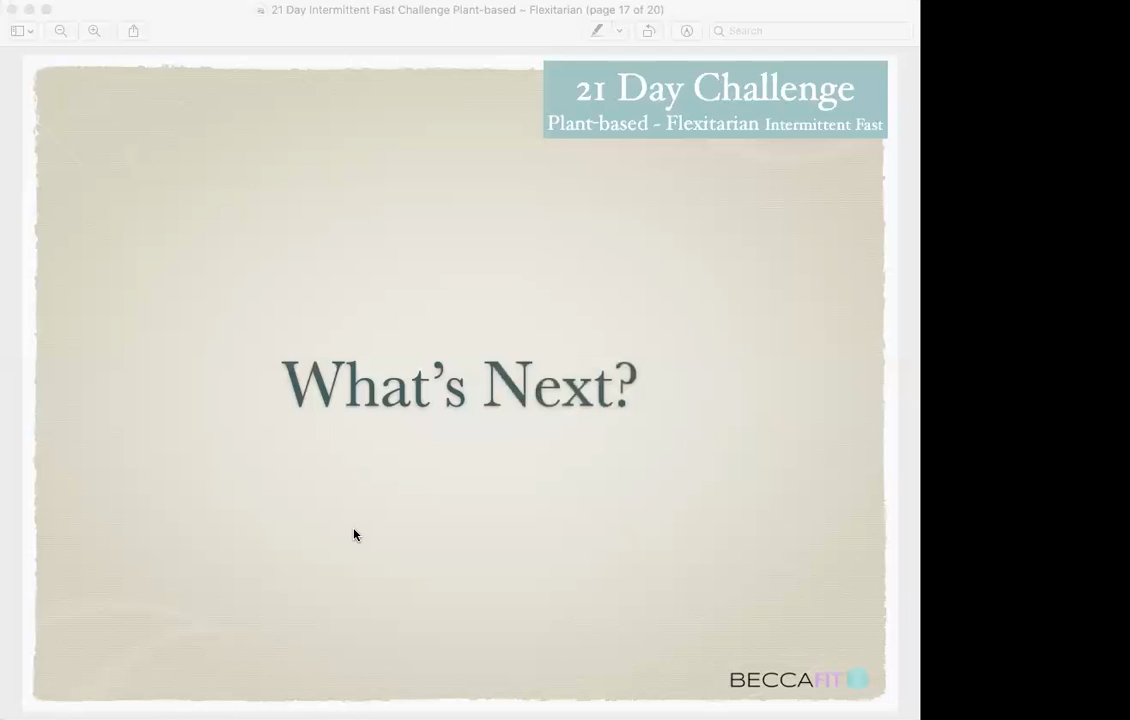 21 Day Intermittent Fast Challenge Plant-based ~ Flexitarian (page 17 of 20)
Search
21 Day Challenge
Plant-based - Flexitarian Intermittent Fast
What's Next?
BECCAFIT